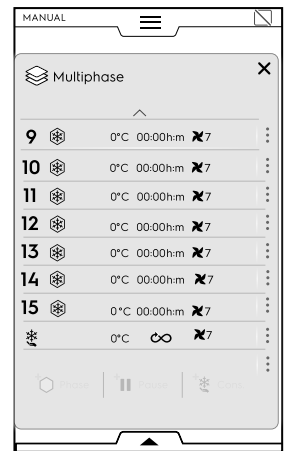 MANUAL
Multiphase
9 0°C 00:00h:m 7
10 0°C 00:00h:m 7
11 0°C 00:00h:m 7
12 0°C 00:00h:m 7
13 0°C 00:00h:m 7
14 0°C 00:00h:m 7
15 0°C 00:00h:m 7
0°C 7
Phase Pause Cons.